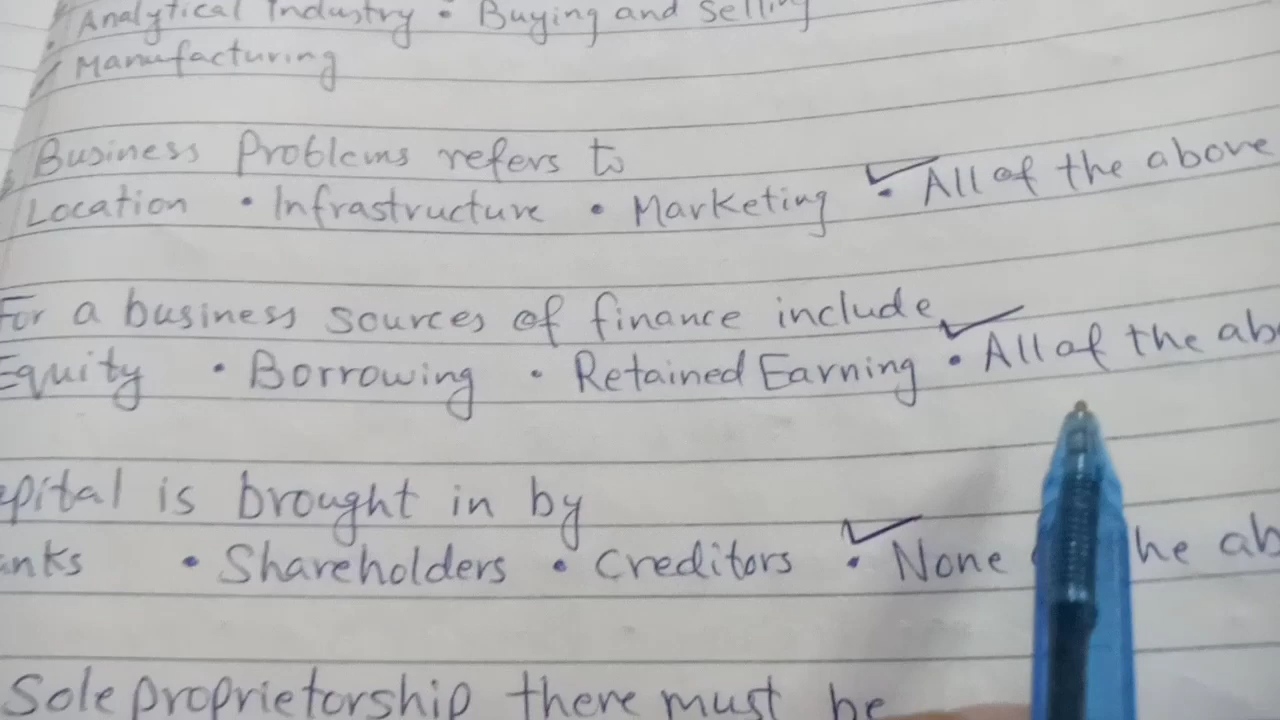 Analytical Industry • Buying and Selling
• Manufacturing
Business Problems refers to
Location • Infrastructure • Marketing • All of the above
For a business sources of finance include
Equity • Borrowing • Retained Earning • All of the ab
pital is brought in by
anks • Shareholders • Creditors • None he ab
Sole proprietorship there must be